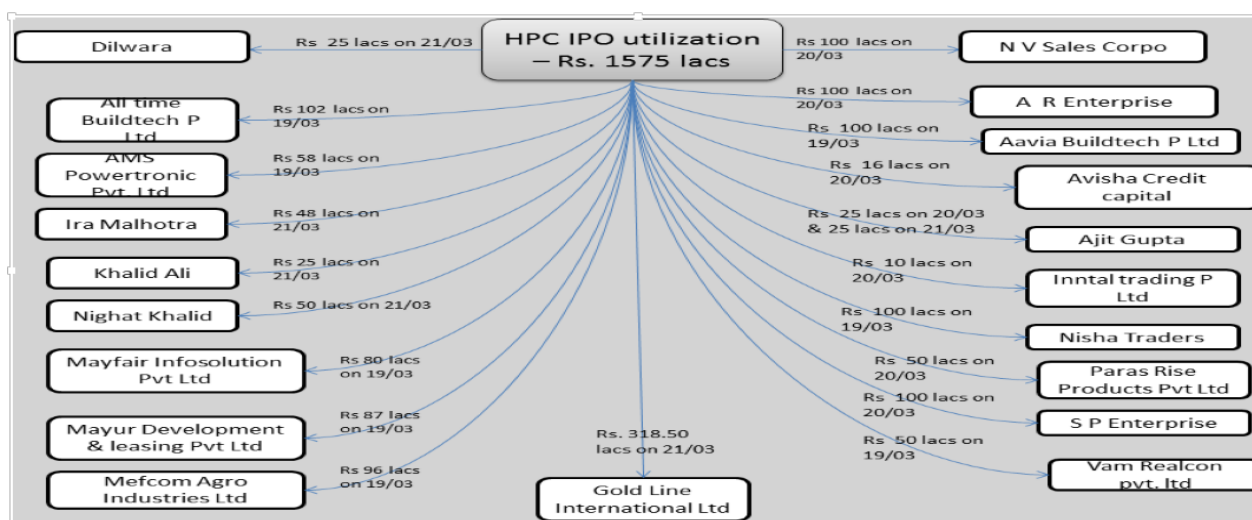 HPC IPO utilization
– Rs. 1575 lacs
Dilwara
Rs 25 lacs on 21/03
All time
Buildtech P
Ltd
Rs 102 lacs on
19/03
AMS
Powertronic
Pvt. Ltd
Rs 58 lacs on
19/03
Ira Malhotra
Rs 48 lacs on
21/03
Khalid Ali
Rs 25 lacs on
21/03
Nighat Khalid
Rs 50 lacs on 21/03
Mayfair Infosolution
Pvt Ltd
Rs 80 lacs
on 19/03
Mayur Development
& leasing Pvt Ltd
Rs 87 lacs
on 19/03
Mefcom Agro
Industries Ltd
Rs 96 lacs
on 19/03
Rs. 318.50
lacs on 21/03
Gold Line
International Ltd
Rs 100 lacs on
20/03
N V Sales Corpo
Rs 100 lacs on
20/03
A R Enterprise
Rs 100 lacs on
19/03
Aavia Buildtech P Ltd
Rs 16 lacs on
20/03
Avisha Credit
capital
Rs 25 lacs on 20/03
& 25 lacs on 21/03
Ajit Gupta
Rs 10 lacs on
20/03
Inntal trading P
Ltd
Rs 100 lacs on
19/03
Nisha Traders
Rs 50 lacs on
20/03
Paras Rise
Products Pvt Ltd
Rs 100 lacs on
20/03
S P Enterprise
Rs 50 lacs on
19/03
Vam Realcon
pvt. ltd